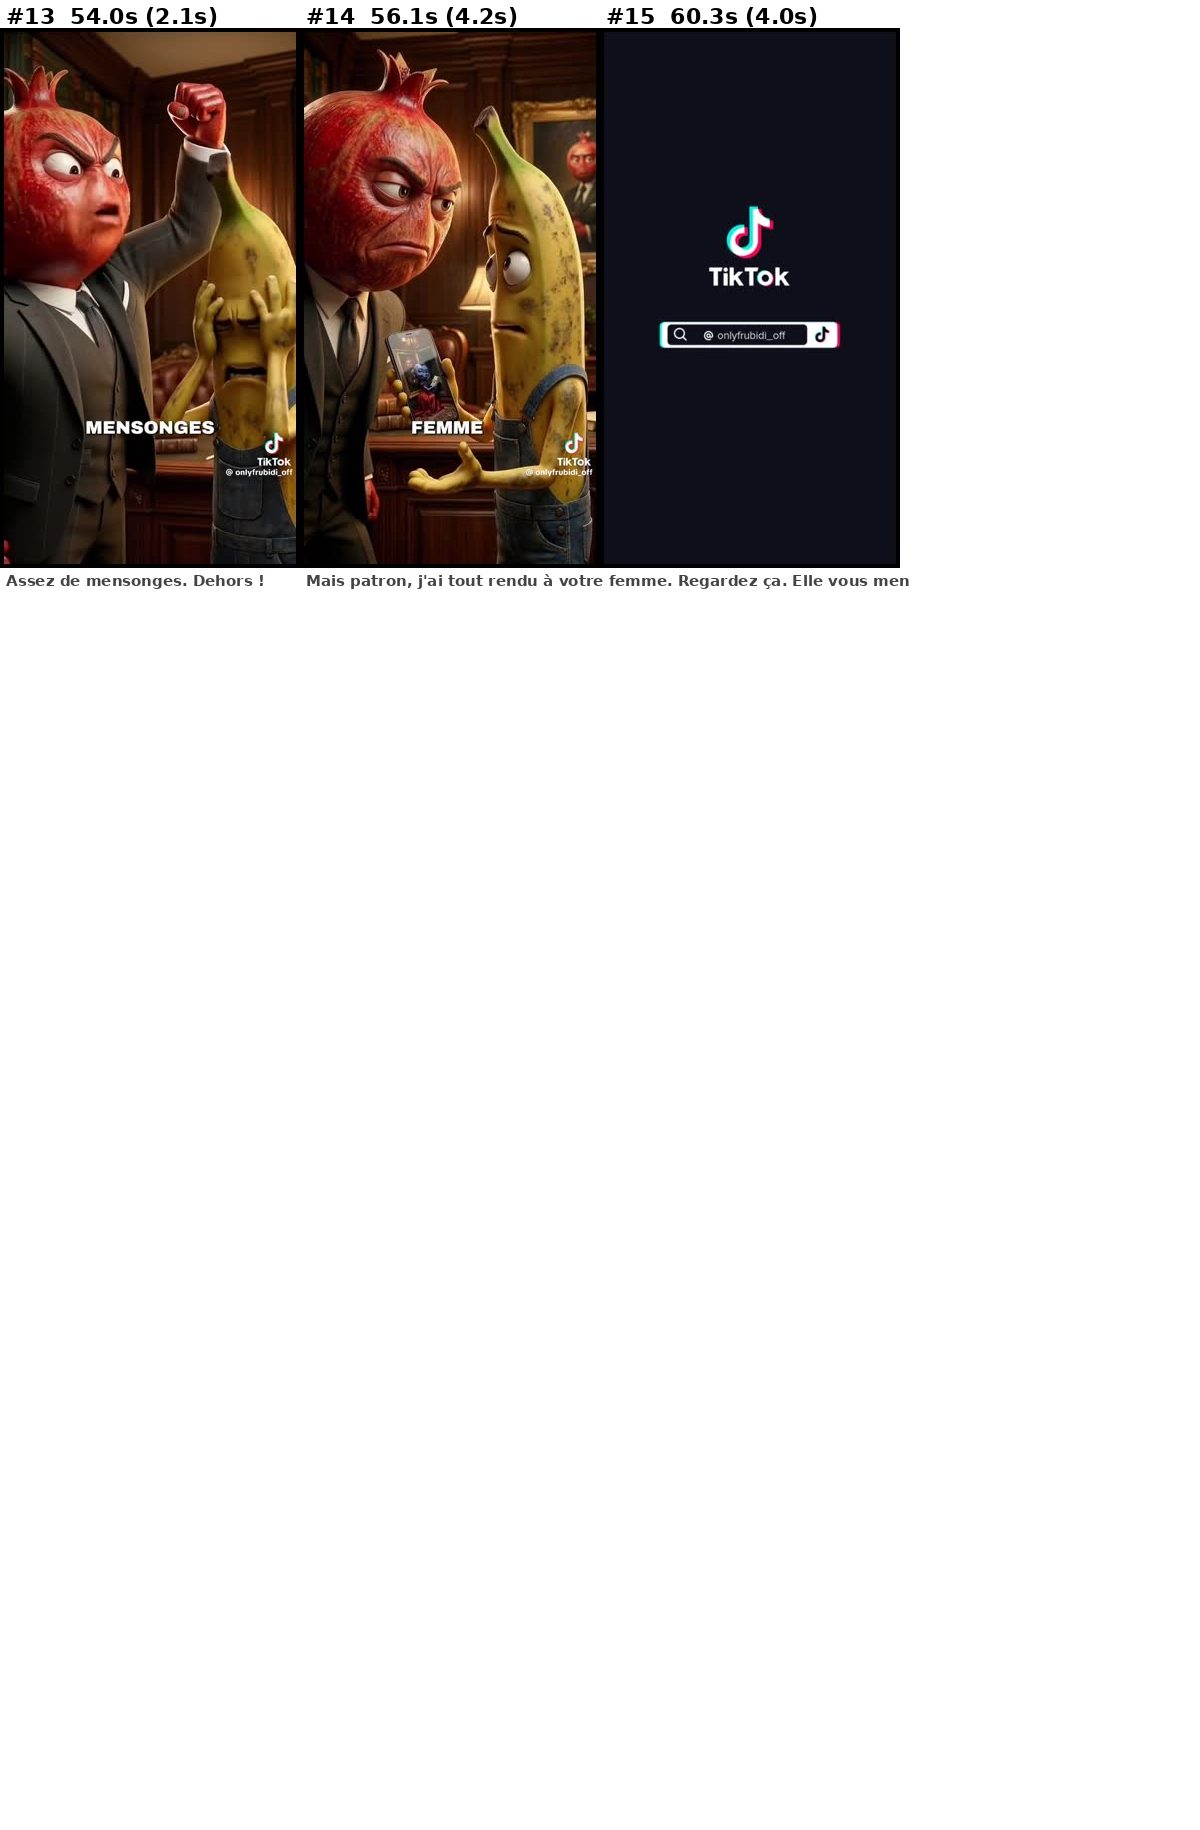 #13 54.0s (2.1s)
#14 56.1s (4.2s)
#15 60.3s (4.0s)
MENSONGES
TikTok
@ onlyfrubidi_off
FEMME
TikTok
@ onlyfrubidi_off
TikTok
@ onlyfrubidi_off
Assez de mensonges. Dehors !
Mais patron, j'ai tout rendu à votre femme. Regardez ça. Elle vous men